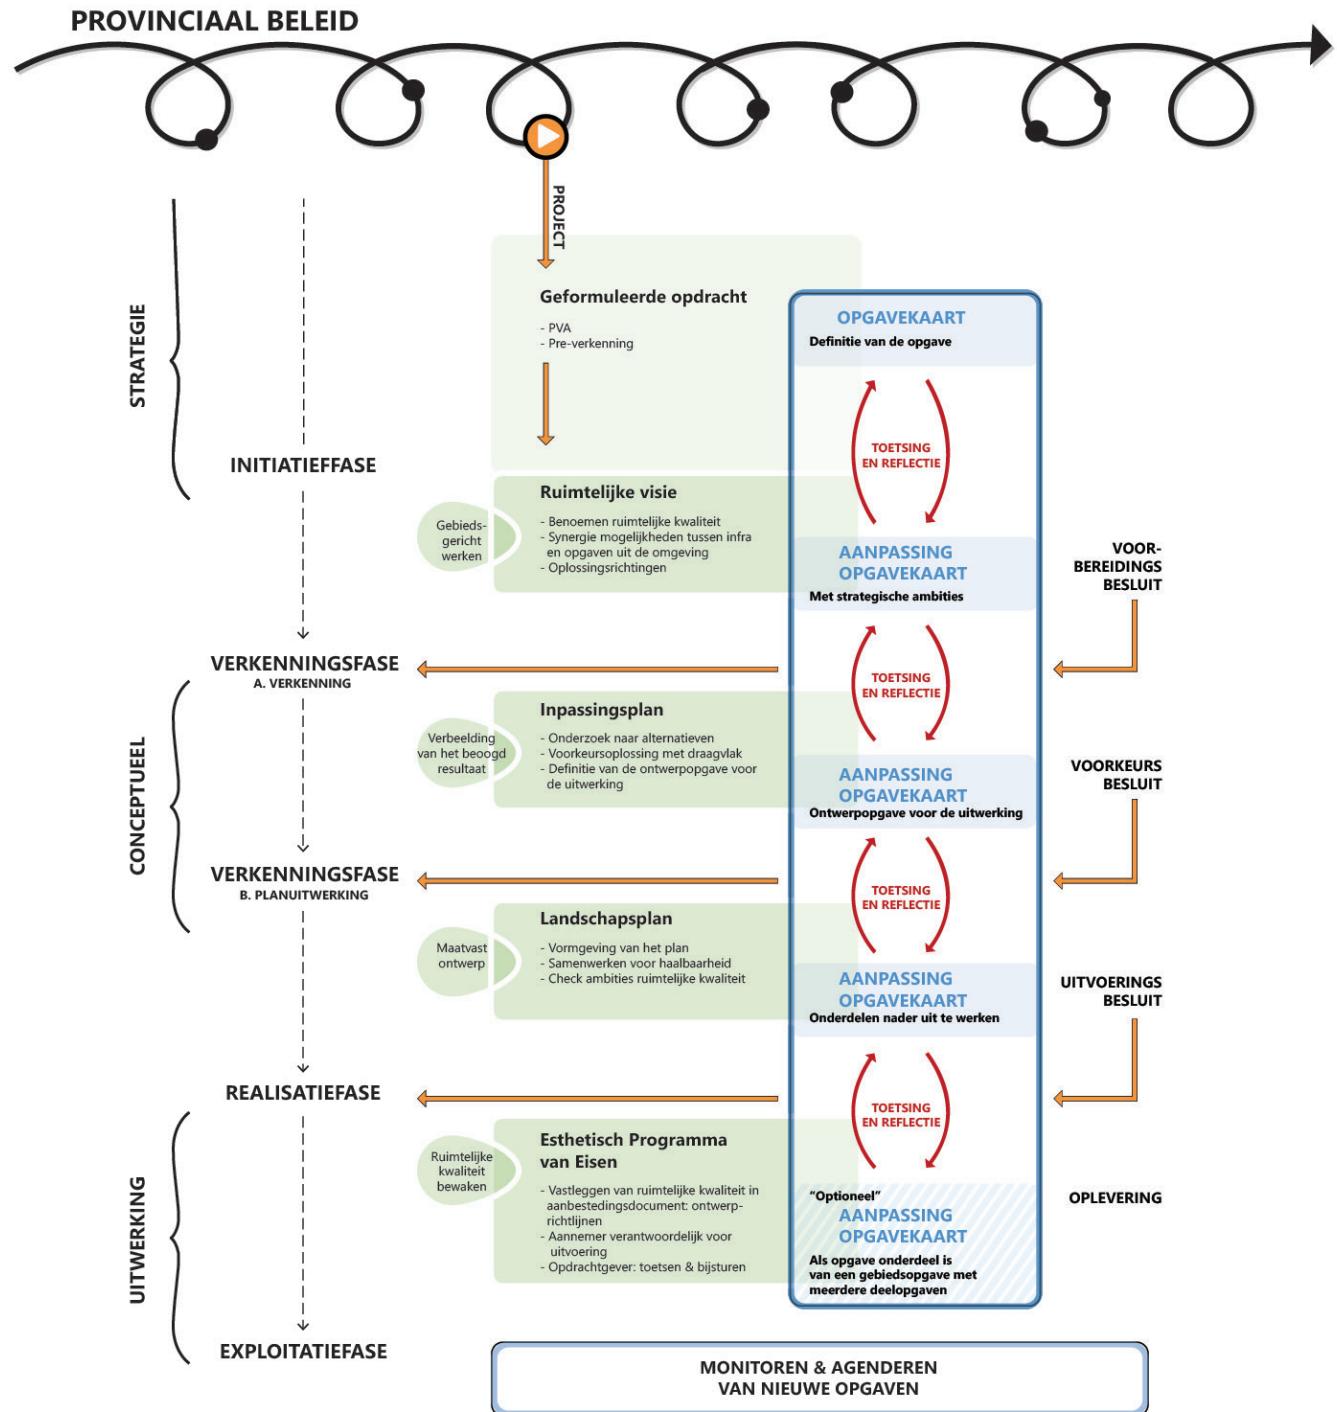 PROVINCIAAL BELEID
PROJECT
STRATEGIE
Geformuleerde opdracht
- PVA
- Pre-verkenning
OPGAVEKAART
Definitie van de opgave
TOETSING
EN REFLECTIE
INITIATIEFFASE
Gebieds-
gericht
werken
Ruimtelijke visie
- Benoemen ruimtelijke kwaliteit
- Synergie mogelijkheden tussen infra
en opgaven uit de omgeving
- Oplossingsrichtingen
AANPASSING
OPGAVEKAART
Met strategische ambities
VOOR-
BEREIDINGS
BESLUIT
VERKENNINGSFASE
A. VERKENNING
TOETSING
EN REFLECTIE
CONCEPTUEEL
Verbeelding
van het beoogd
resultaat
Inpassingsplan
- Onderzoek naar alternatieven
- Voorkeursoplossing met draagvlak
- Definitie van de ontwerpopgave voor
de uitwerking
AANPASSING
OPGAVEKAART
Ontwerpopgave voor de uitwerking
VOORKEURS
BESLUIT
VERKENNINGSFASE
B. PLANUITWERKING
TOETSING
EN REFLECTIE
Maatvast
ontwerp
Landschapsplan
- Vormgeving van het plan
- Samenwerken voor haalbaarheid
- Check ambities ruimtelijke kwaliteit
AANPASSING
OPGAVEKAART
Onderdelen nader uit te werken
UITVOERINGS
BESLUIT
REALISATIEFASE
TOETSING
EN REFLECTIE
UITWERKING
Ruimtelijke
kwaliteit
bewaken
Esthetisch Programma
van Eisen
- Vastleggen van ruimtelijke kwaliteit in
aanbestedingsdocument: ontwerp-
richtlijnen
- Aannemer verantwoordelijk voor
uitvoering
- Opdrachtgever: toetsen & bijsturen
“Optioneel”
AANPASSING
OPGAVEKAART
Als opgave onderdeel is
van een gebiedsopgave met
meerdere deelopgaven
OPLEVERING
EXPLOITATIEFASE
MONITOREN & AGENDEREN
VAN NIEUWE OPGAVEN